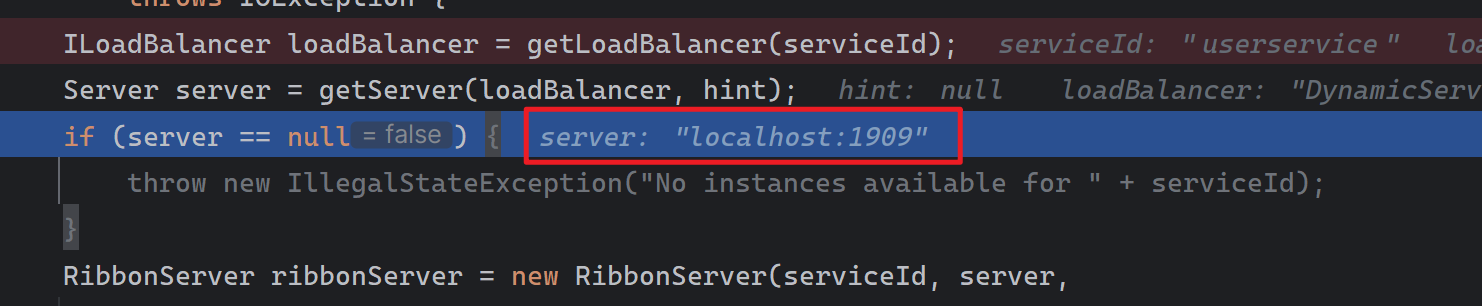 throws IOException {
ILoadBalancer loadBalancer = getLoadBalancer(serviceId); serviceId: "userservice" loa
Server server = getServer(loadBalancer, hint); hint: null loadBalancer: "DynamicServ
if (server == null = false ) { server: "localhost:1909"
throw new IllegalStateException("No instances available for " + serviceId);
}
RibbonServer ribbonServer = new RibbonServer(serviceId, server,